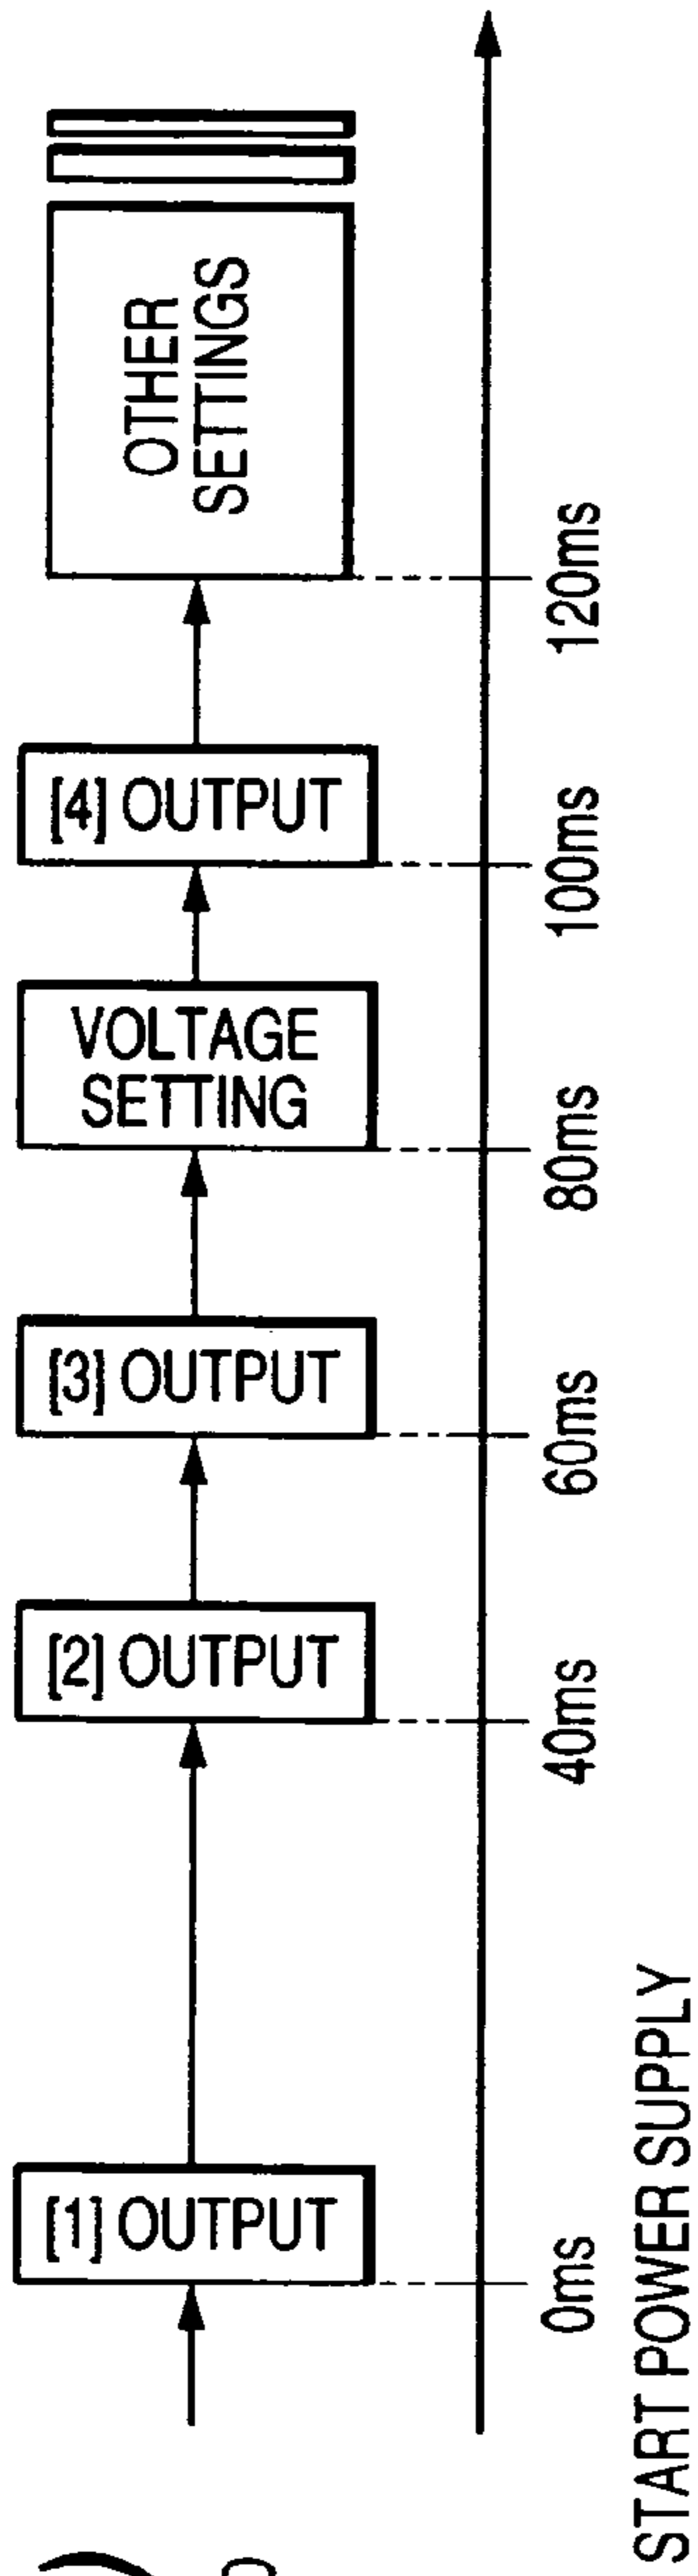 [1] OUTPUT
[2] OUTPUT
[3] OUTPUT
VOLTAGE
SETTING
[4] OUTPUT
OTHER
SETTINGS
0ms
40ms
60ms
80ms
100ms
120ms
START POWER SUPPLY